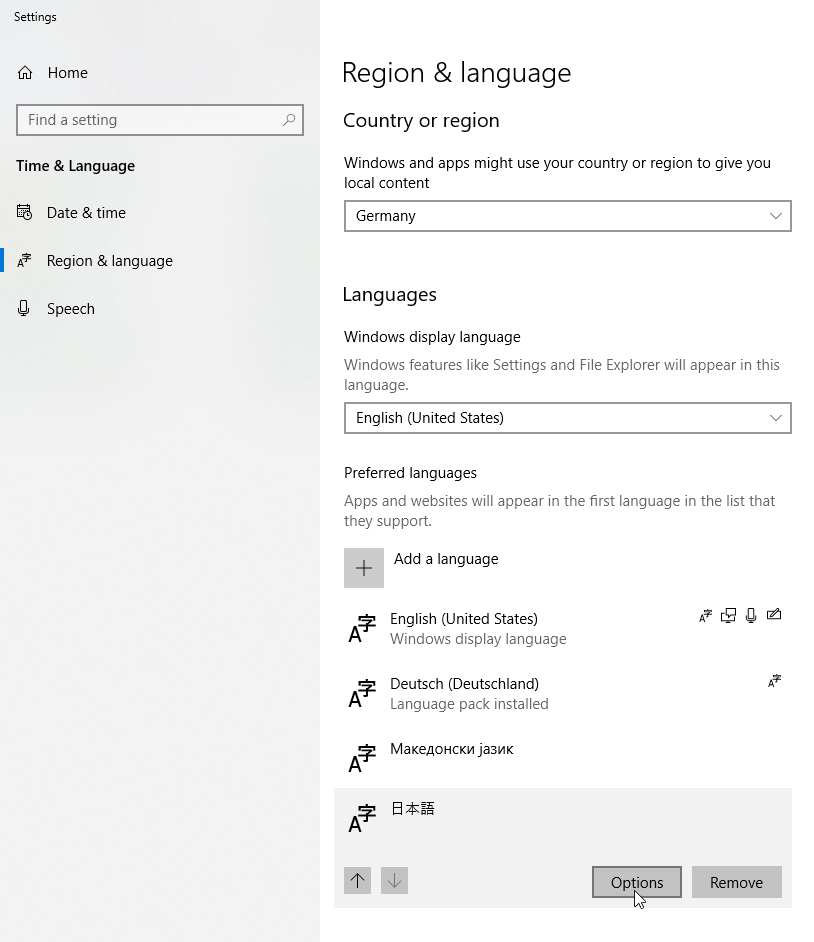 Settings
Home
Find a setting
Time & Language
Date & time
Region & language
Speech
Region & language
Country or region
Windows and apps might use your country or region to give you
local content
Germany
Languages
Windows display language
Windows features like Settings and File Explorer will appear in this
language.
English (United States)
Preferred languages
Apps and websites will appear in the first language in the list that
they support.
Add a language
English (United States)
Windows display language
Deutsch (Deutschland)
Language pack installed
Македонски јазик
日本語
Options Remove